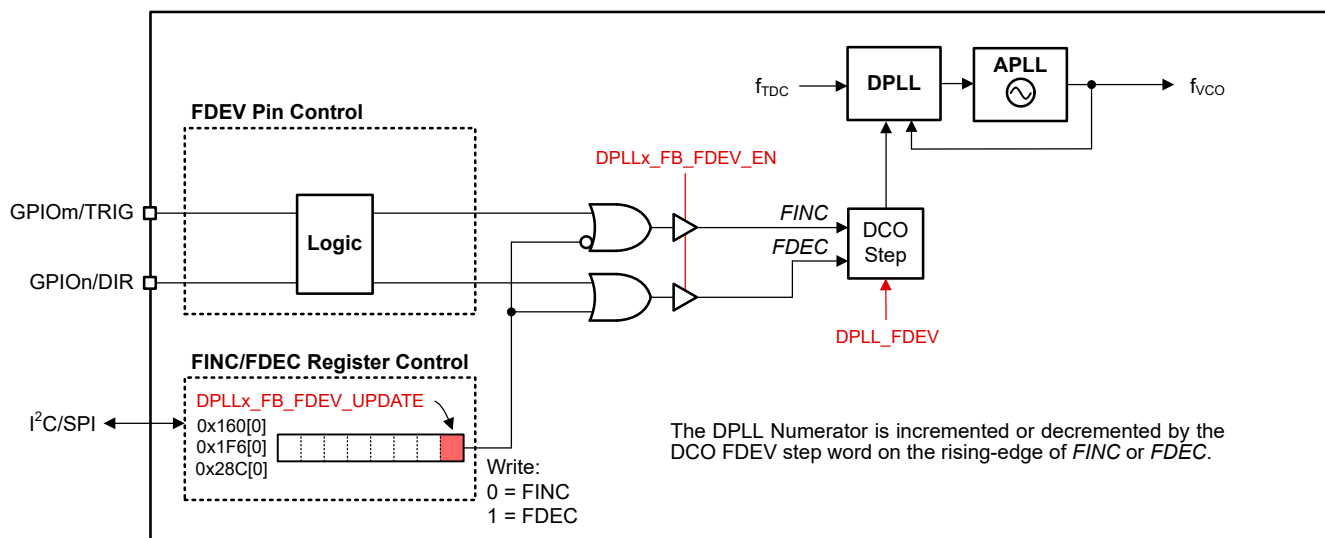 FDEV Pin Control
GPIOm/TRIG
GPIOn/DIR
Logic
DPLLx_FB_FDEV_EN
FINC
FDEC
DCO
Step
DPLL_FDEV
fTDC
DPLL
APLL
fVCO
FINC/FDEC Register Control
DPLLx_FB_FDEV_UPDATE
I²C/SPI
0x160[0]
0x1F6[0]
0x28C[0]
Write:
0 = FINC
1 = FDEC
The DPLL Numerator is incremented or decremented by the
DCO FDEV step word on the rising-edge of FINC or FDEC.